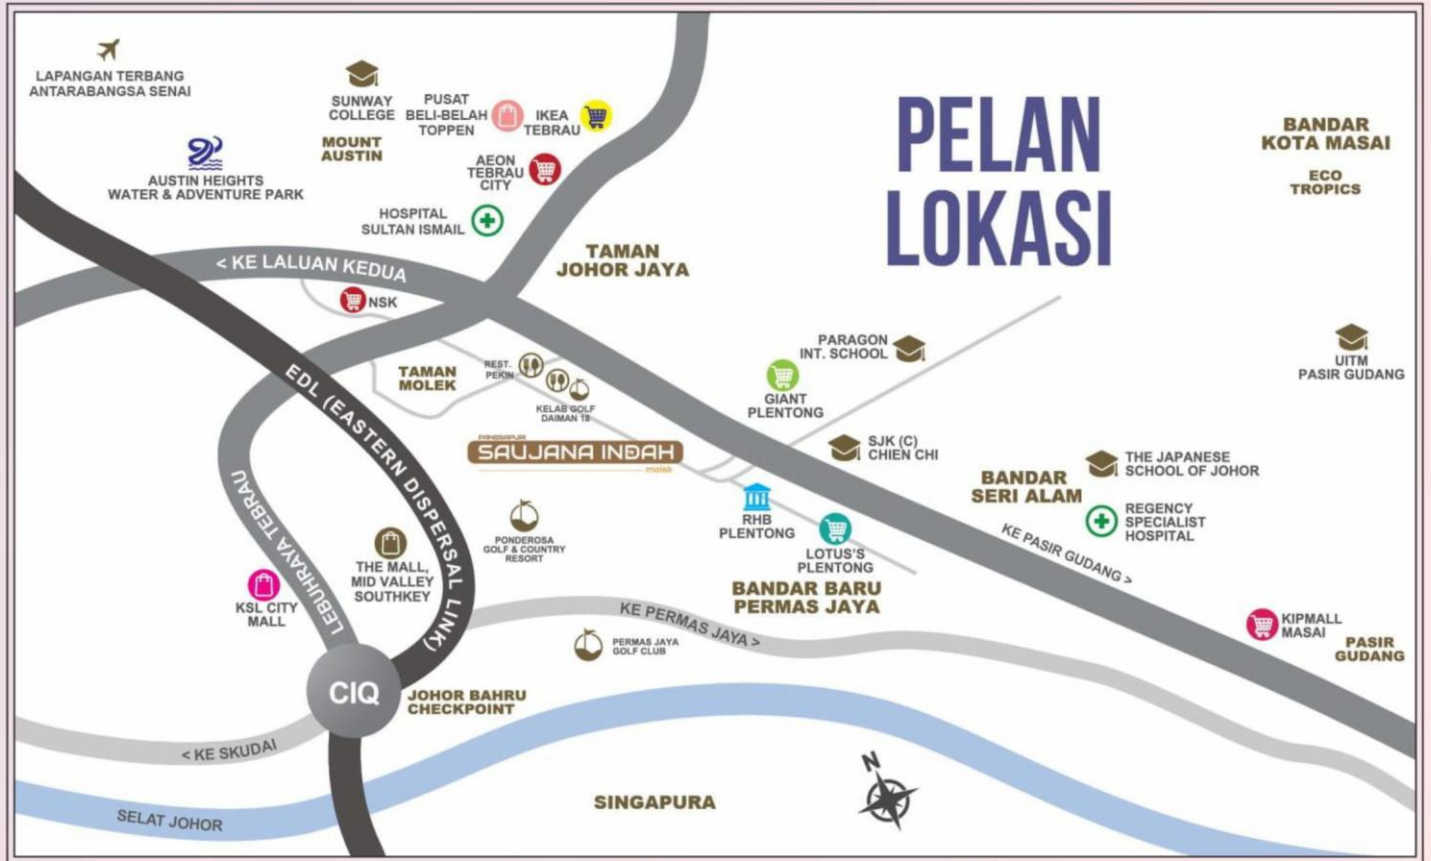 PELAN
LOKASI
LAPANGAN TERBANG
ANTARABANGSA SENAI
SUNWAY
COLLEGE
MOUNT
AUSTIN
PUSAT
BELI-BELAH
TOPPEN
IKEA
TEBRAU
AEON
TEBRAU
CITY
AUSTIN HEIGHTS
WATER & ADVENTURE PARK
HOSPITAL
SULTAN ISMAIL
BANDAR
KOTA MASAI
ECO
TROPICS
TAMAN
JOHOR JAYA
< KE LALUAN KEDUA
NSK
TAMAN
MOLEK
REST.
PEKIN
KELAB GOLF
DAIMAN 18
PARAGON
INT. SCHOOL
GIANT
PLENTONG
UITM
PASIR GUDANG
EDL (EASTERN DISPERSAL LINK)
PANGSAPURI
SAUJANA INDAH
molek
SJK (C)
CHIEN CHI
BANDAR
SERI ALAM
THE JAPANESE
SCHOOL OF JOHOR
REGENCY
SPECIALIST
HOSPITAL
LEBUHRAYA TEBRAU
THE MALL,
MID VALLEY
SOUTHKEY
KSL CITY
MALL
PONDEROSA
GOLF & COUNTRY
RESORT
RHB
PLENTONG
LOTUS'S
PLENTONG
BANDAR BARU
PERMAS JAYA
KE PASIR GUDANG >
KE PERMAS JAYA >
PERMAS JAYA
GOLF CLUB
KIPMALL
MASAI
PASIR
GUDANG
CIQ
JOHOR BAHRU
CHECKPOINT
< KE SKUDAI
SELAT JOHOR
SINGAPURA
N